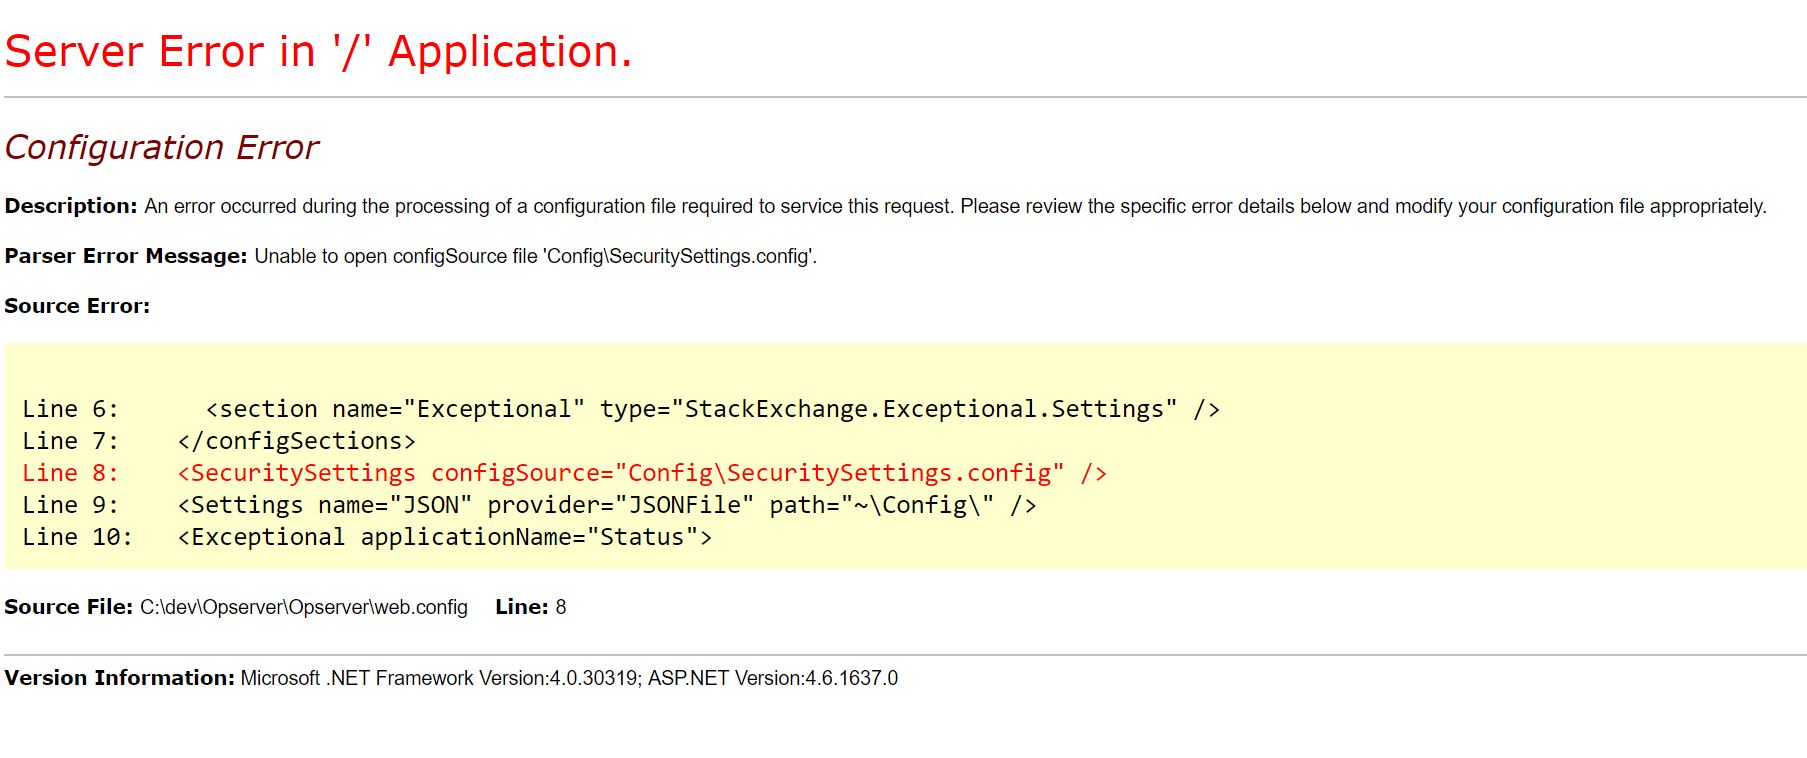 Server Error in '/' Application.
Configuration Error
Description: An error occurred during the processing of a configuration file required to service this request. Please review the specific error details below and modify your configuration file appropriately.
Parser Error Message: Unable to open configSource file 'Config\SecuritySettings.config'.
Source Error:
Line 6:      <section name="Exceptional" type="StackExchange.Exceptional.Settings" />
Line 7:    </configSections>
Line 8:    <SecuritySettings configSource="Config\SecuritySettings.config" />
Line 9:    <Settings name="JSON" provider="JSONFile" path="~\Config\" />
Line 10:   <Exceptional applicationName="Status">
Source File: C:\dev\Opserver\Opserver\web.config    Line: 8
Version Information: Microsoft .NET Framework Version:4.0.30319; ASP.NET Version:4.6.1637.0